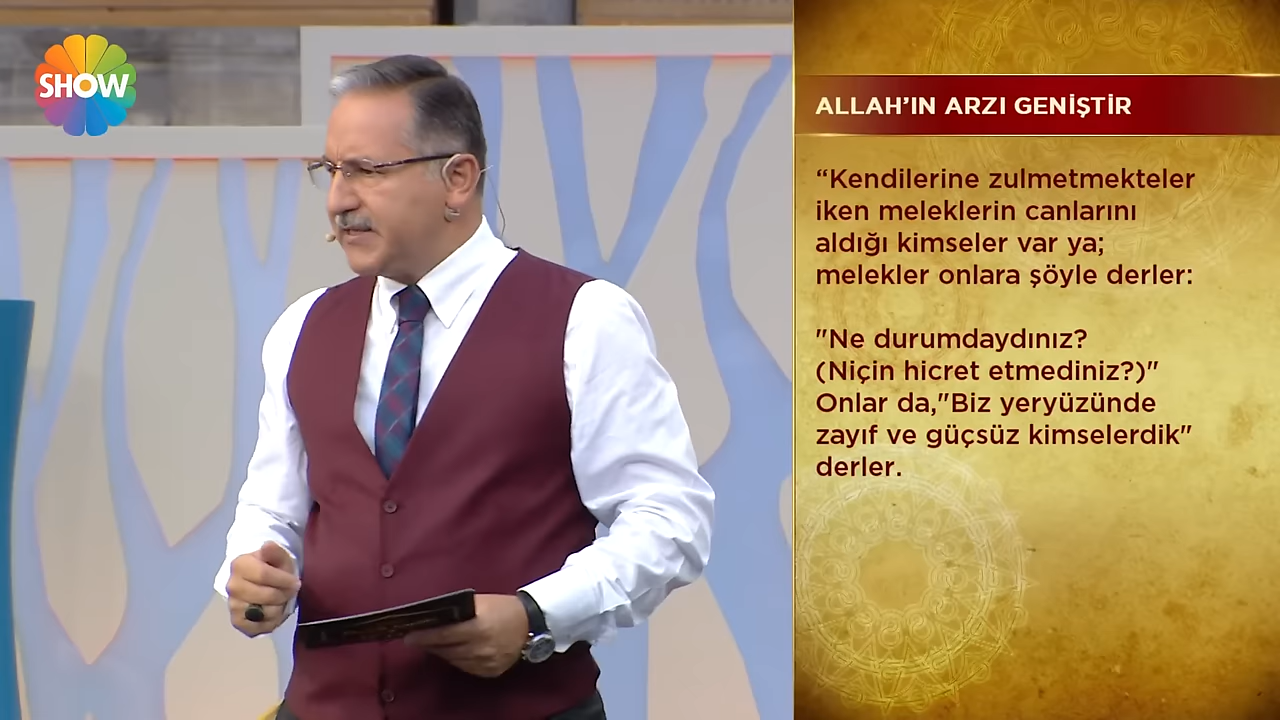 SHOW
ALLAH’IN ARZI GENİŞTİR
“Kendilerine zulmetmekteler
iken meleklerin canlarını
aldığı kimseler var ya;
melekler onlara şöyle derler:
"Ne durumdaydınız?
(Niçin hicret etmediniz?)"
Onlar da,"Biz yeryüzünde
zayıf ve güçsüz kimselerdik"
derler.